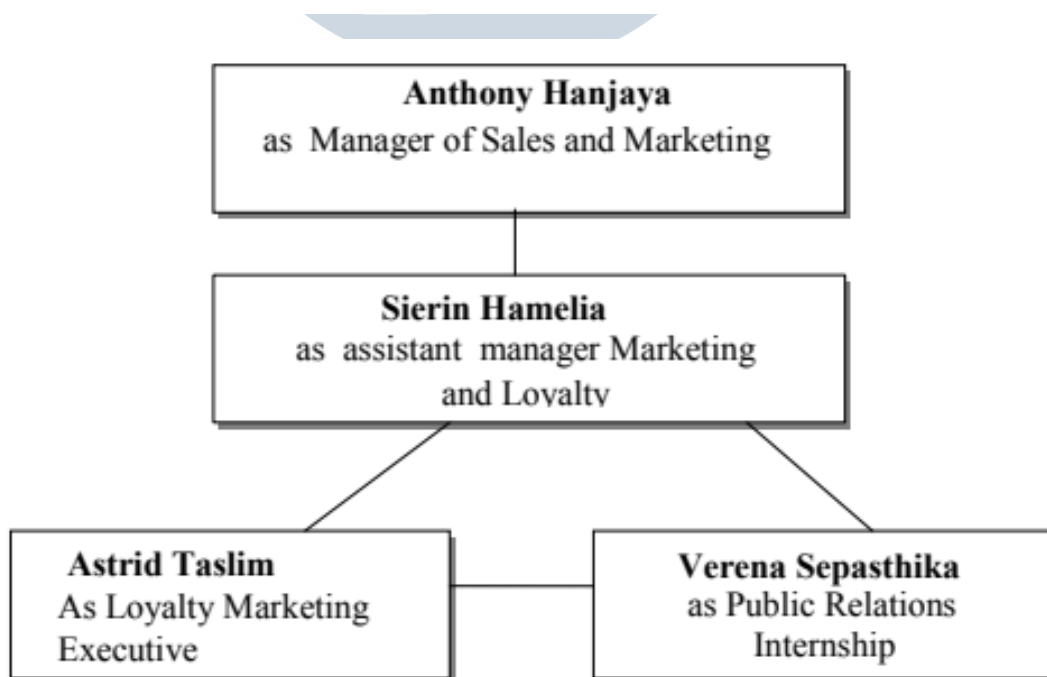 Anthony Hanjaya
as Manager of Sales and Marketing
Sierin Hamelia
as assistant manager Marketing
and Loyalty
Astrid Taslim
As Loyalty Marketing
Executive
Verena Sepasthika
as Public Relations
Internship